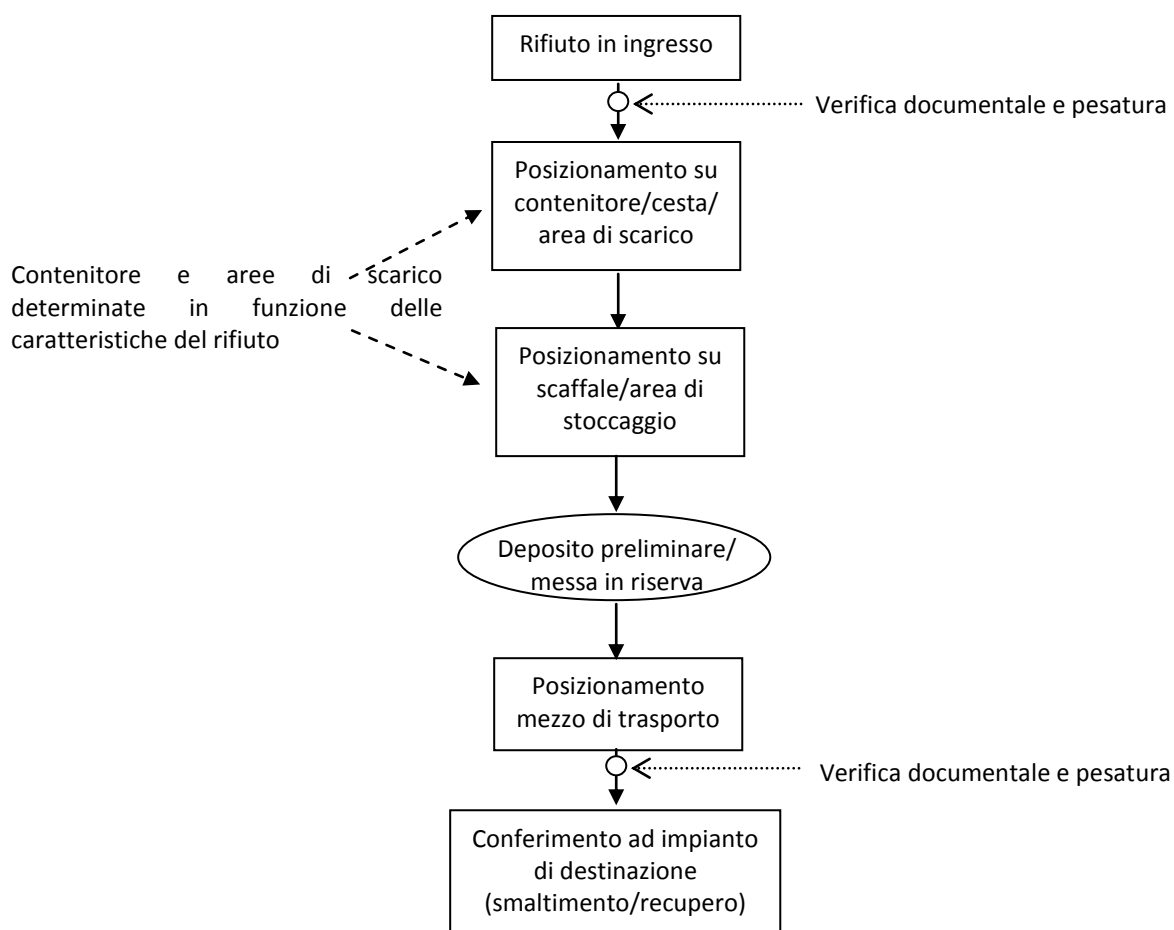 Rifiuto in ingresso
Verifica documentale e pesatura
Posizionamento su
contenitore/cesta/
area di scarico
Contenitore e aree di scarico
determinate in funzione delle
caratteristiche del rifiuto
Posizionamento su
scaffale/area di
stoccaggio
Deposito preliminare/
messa in riserva
Posizionamento
mezzo di trasporto
Verifica documentale e pesatura
Conferimento ad impianto
di destinazione
(smaltimento/recupero)